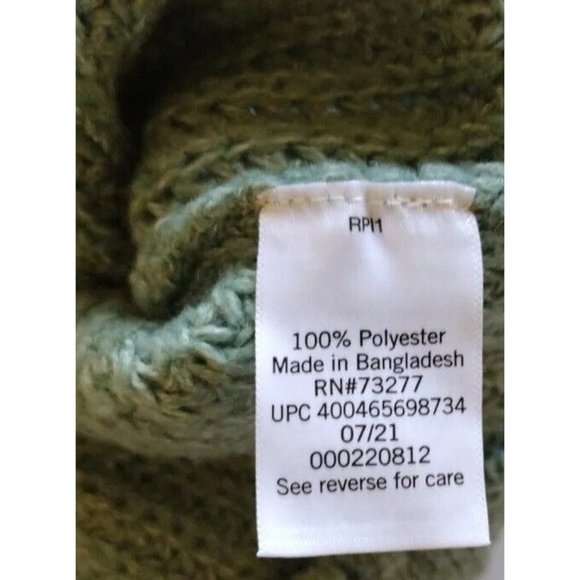 RPI1
100% Polyester
Made in Bangladesh
RN#73277
UPC 400465698734
07/21
000220812
See reverse for care